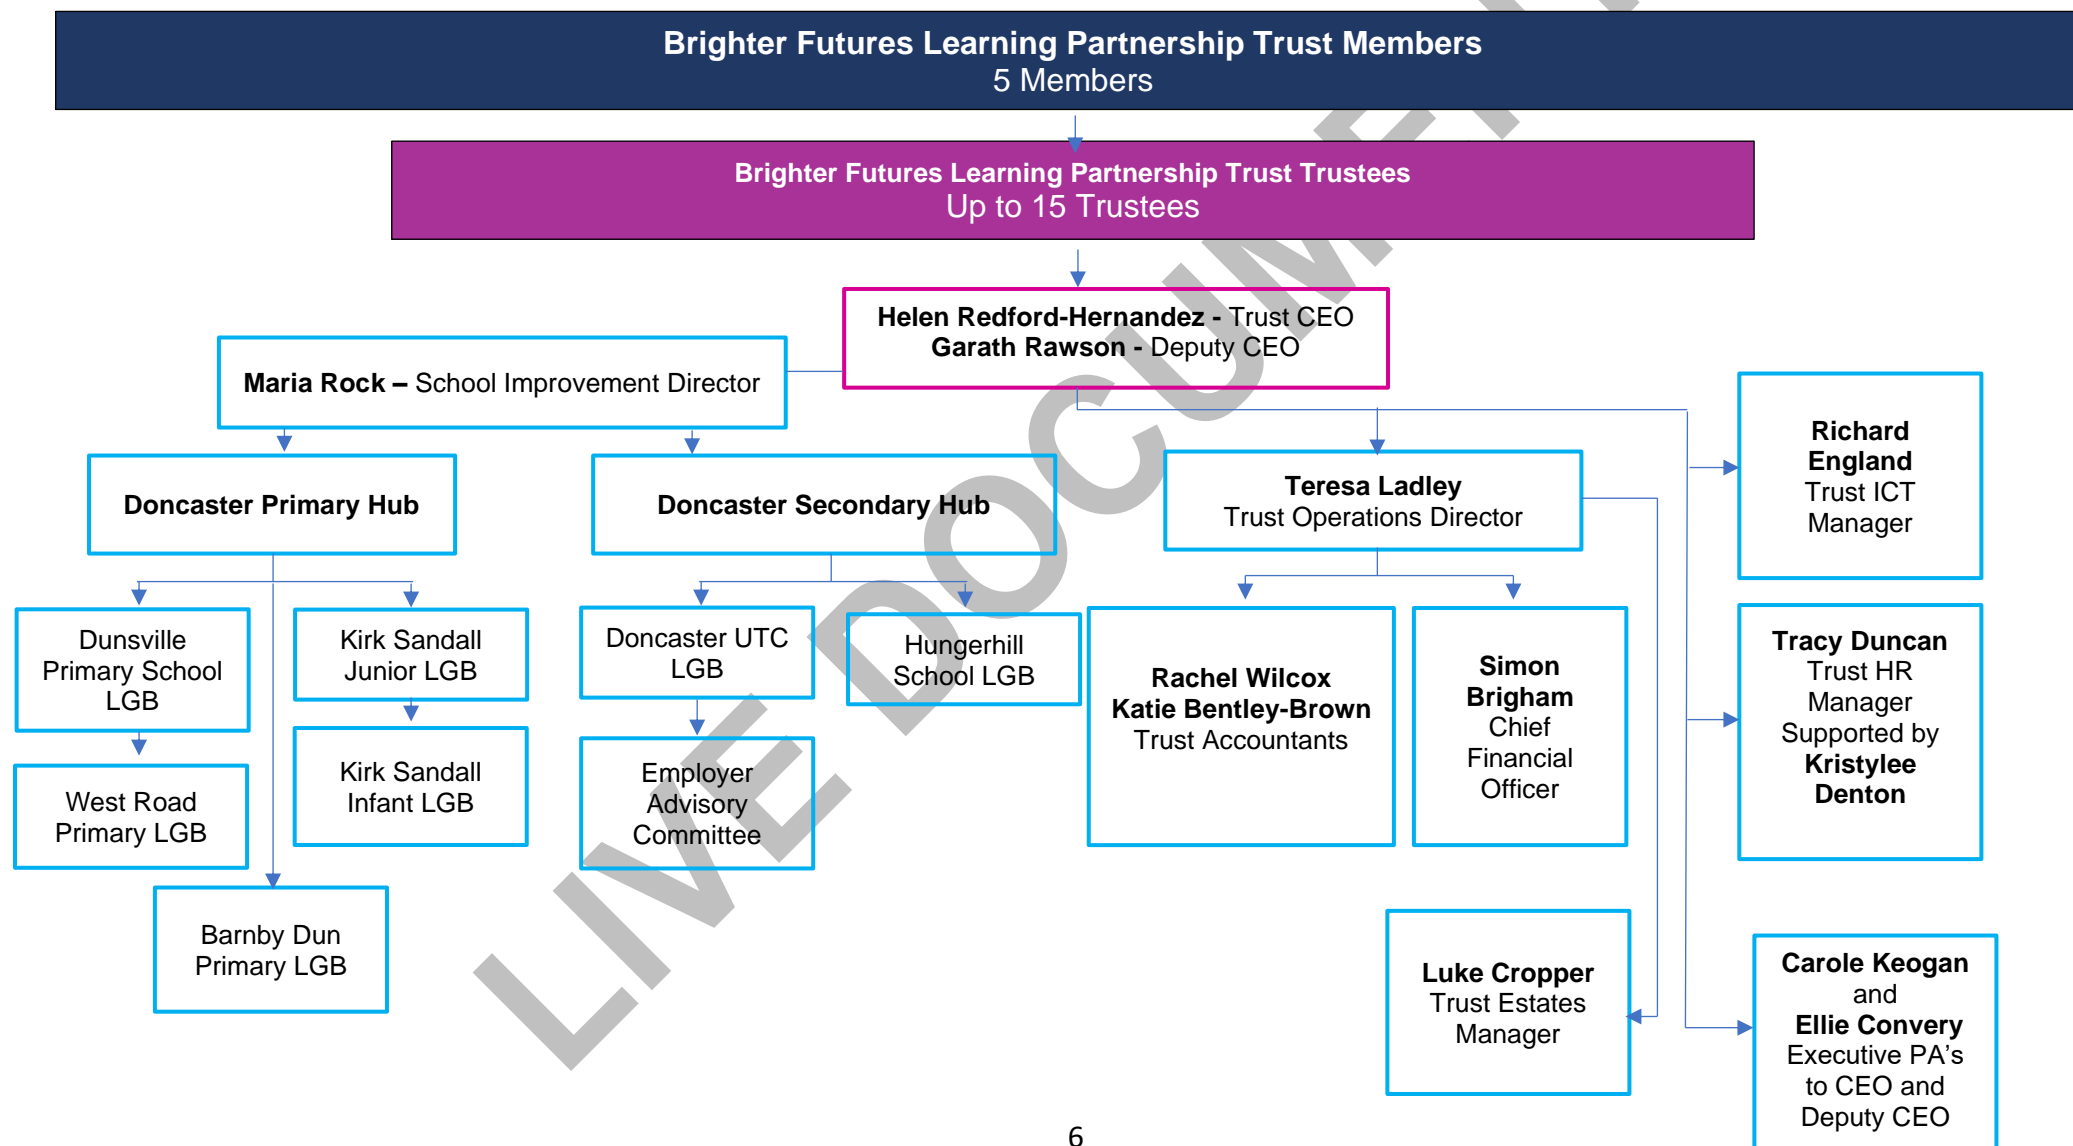 Brighter Futures Learning Partnership Trust Members
5 Members
Brighter Futures Learning Partnership Trust Trustees
Up to 15 Trustees
Helen Redford-Hernandez - Trust CEO
Garath Rawson - Deputy CEO
Maria Rock – School Improvement Director
Doncaster Primary Hub
Doncaster Secondary Hub
Teresa Ladley
Trust Operations Director
Richard
England
Trust ICT
Manager
Dunsville
Primary School
LGB
Kirk Sandall
Junior LGB
Doncaster UTC
LGB
Hungerhill
School LGB
Rachel Wilcox
Katie Bentley-Brown
Trust Accountants
Simon
Brigham
Chief
Financial
Officer
Tracy Duncan
Trust HR
Manager
Supported by
Kristylee
Denton
West Road
Primary LGB
Kirk Sandall
Infant LGB
Employer
Advisory
Committee
Barnby Dun
Primary LGB
Luke Cropper
Trust Estates
Manager
Carole Keogan
and
Ellie Convery
Executive PA's
to CEO and
Deputy CEO
LIVE DOCUMENT
6